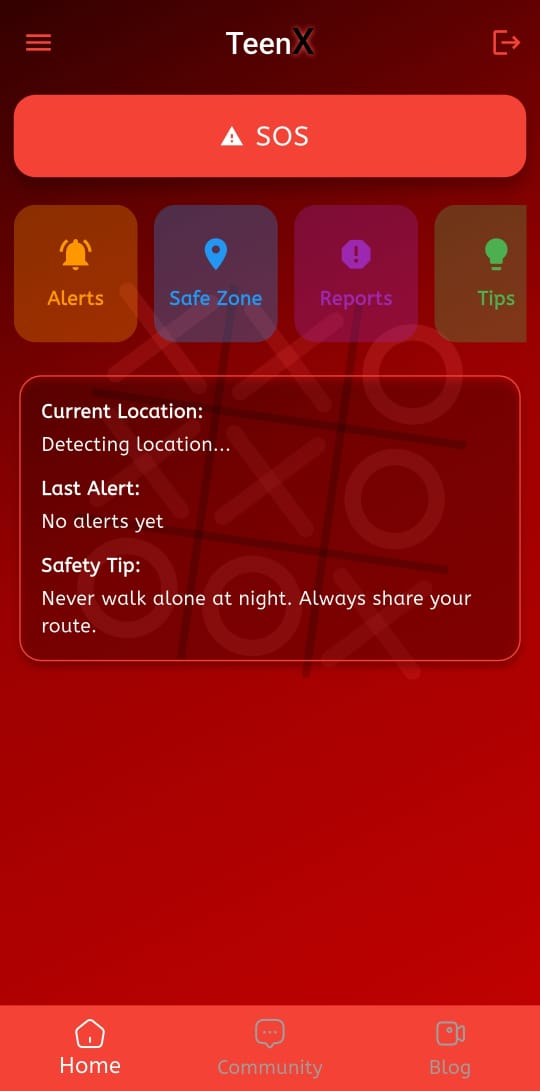 TeenX
SOS
Alerts
Safe Zone
Reports
Tips
Current Location:
Detecting location...
Last Alert:
No alerts yet
Safety Tip:
Never walk alone at night. Always share your
route.
Home
Community
Blog